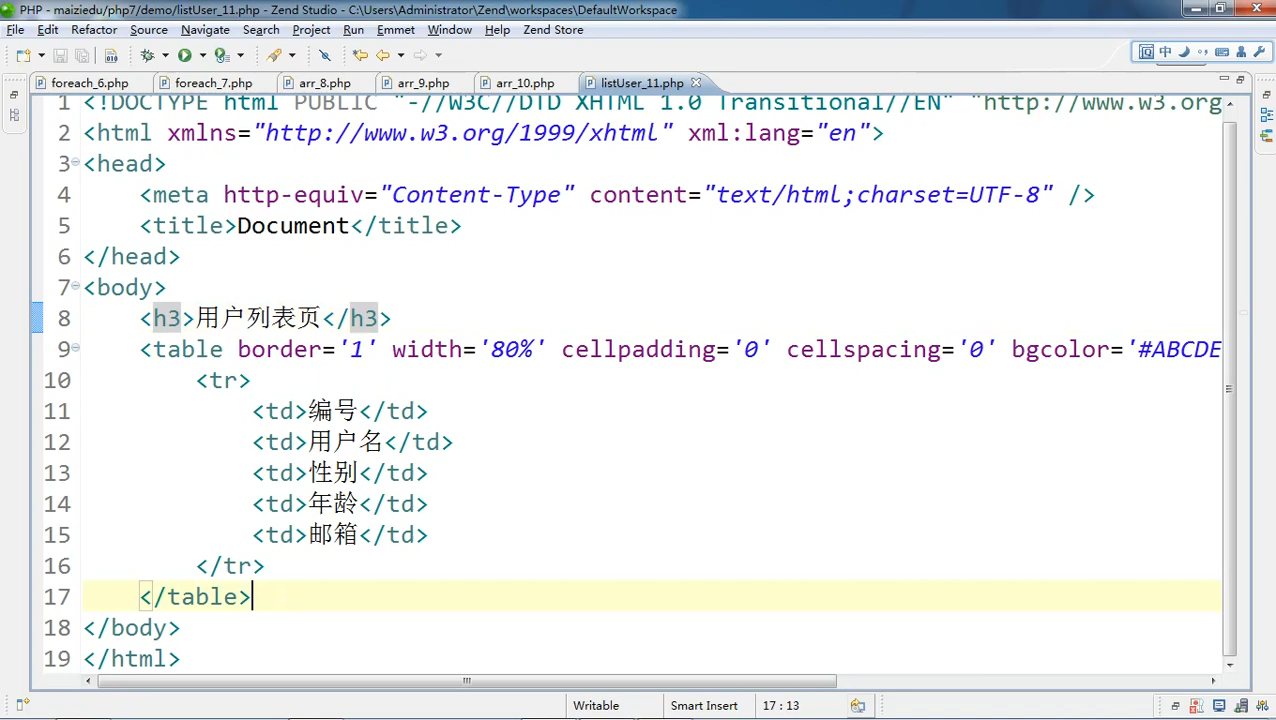 PHP - maiziedu/php7/demo/listUser_11.php - Zend Studio - C:\Users\Administrator\Zend\workspaces\DefaultWorkspace
File Edit Refactor Source Navigate Search Project Run Emmet Window Help Zend Store
中
foreach_6.php foreach_7.php arr_8.php arr_9.php arr_10.php listUser_11.php
1 <!DOCTYPE html PUBLIC "-//W3C//DTD XHTML 1.0 Transitional//EN" "http://www.w3.org
2 <html xmlns="http://www.w3.org/1999/xhtml" xml:lang="en">
3 <head>
4 <meta http-equiv="Content-Type" content="text/html;charset=UTF-8" />
5 <title>Document</title>
6 </head>
7 <body>
8 <h3>用户列表页</h3>
9 <table border='1' width='80%' cellpadding='0' cellspacing='0' bgcolor='#ABCDE
10 <tr>
11 <td>编号</td>
12 <td>用户名</td>
13 <td>性别</td>
14 <td>年龄</td>
15 <td>邮箱</td>
16 </tr>
17 </table>
18 </body>
19 </html>
Writable Smart Insert 17 : 13